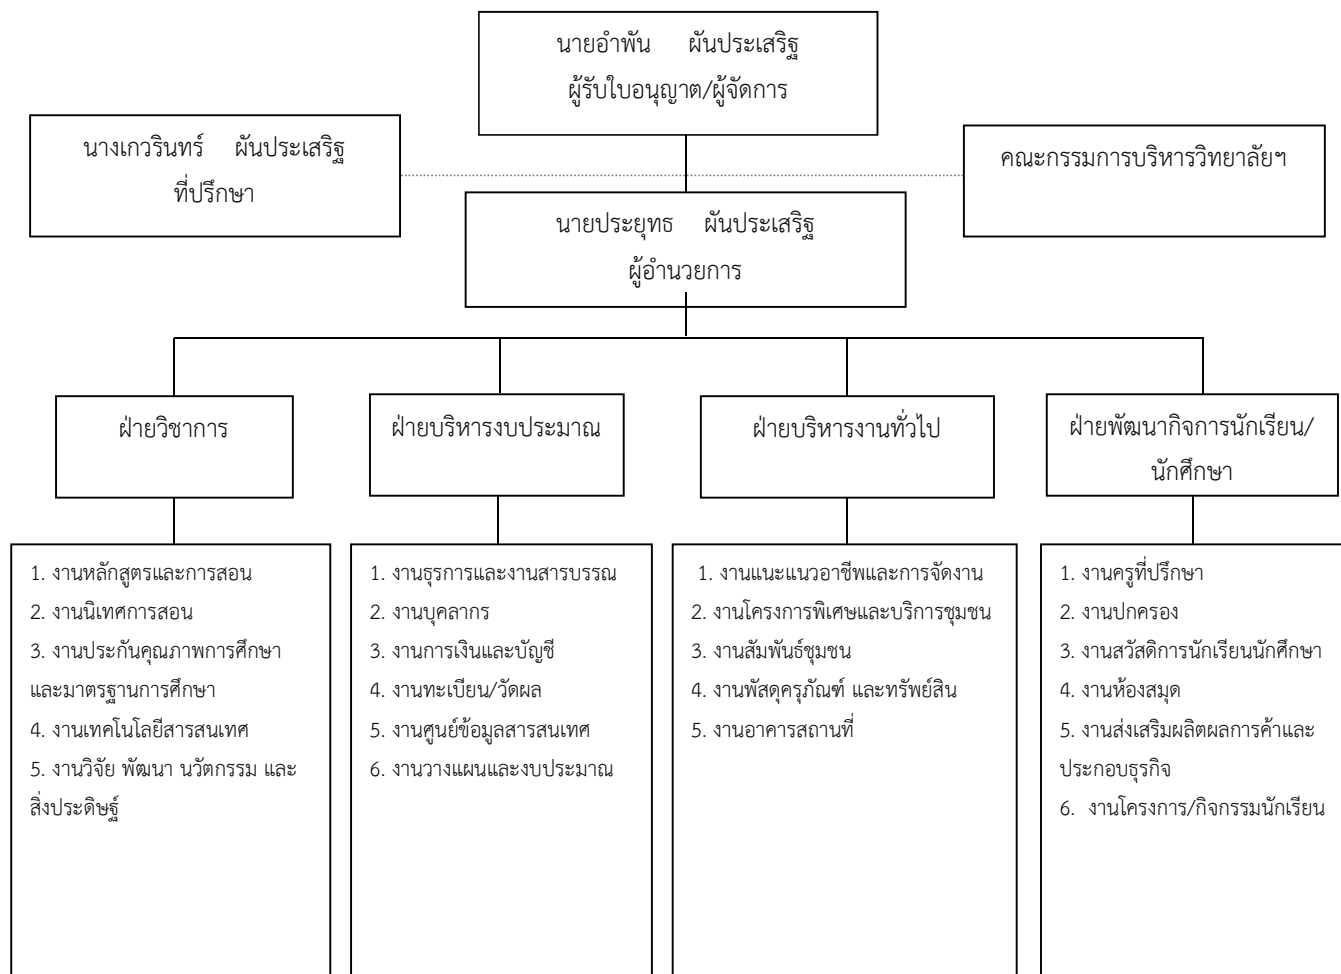 นายอำพัน ผันประเสริฐ
ผู้รับใบอนุญาต/ผู้จัดการ
นางเกวรินทร์ ผันประเสริฐ
ที่ปรึกษา
คณะกรรมการบริหารวิทยาลัยฯ
นายประยุทธ ผันประเสริฐ
ผู้อำนวยการ
ฝ่ายวิชาการ
ฝ่ายบริหารงบประมาณ
ฝ่ายบริหารงานทั่วไป
ฝ่ายพัฒนากิจการนักเรียน/
นักศึกษา
1. งานหลักสูตรและการสอน
2. งานนิเทศการสอน
3. งานประกันคุณภาพการศึกษา
และมาตรฐานการศึกษา
4. งานเทคโนโลยีสารสนเทศ
5. งานวิจัย พัฒนา นวัตกรรม และ
สิ่งประดิษฐ์
1. งานธุรการและงานสารบรรณ
2. งานบุคลากร
3. งานการเงินและบัญชี
4. งานทะเบียน/วัดผล
5. งานศูนย์ข้อมูลสารสนเทศ
6. งานวางแผนและงบประมาณ
1. งานแนะแนวอาชีพและการจัดงาน
2. งานโครงการพิเศษและบริการชุมชน
3. งานสัมพันธ์ชุมชน
4. งานพัสดุครุภัณฑ์ และทรัพย์สิน
5. งานอาคารสถานที่
1. งานครูที่ปรึกษา
2. งานปกครอง
3. งานสวัสดิการนักเรียนนักศึกษา
4. งานห้องสมุด
5. งานส่งเสริมผลิตผลการค้าและ
ประกอบธุรกิจ
6. งานโครงการ/กิจกรรมนักเรียน